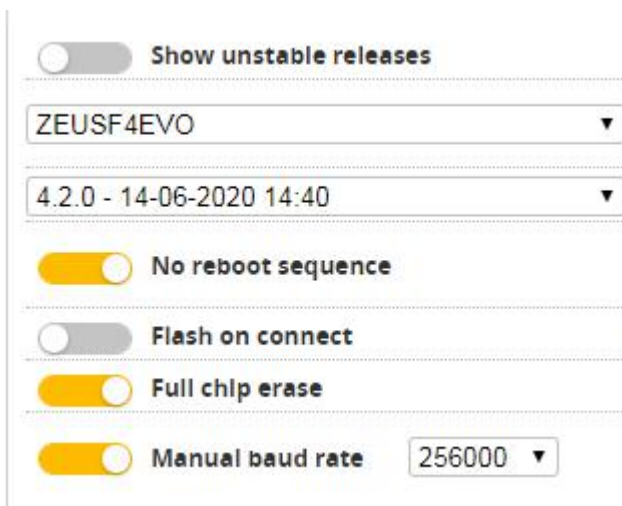 Show unstable releases
ZEUSF4EVO
4.2.0 - 14-06-2020 14:40
No reboot sequence
Flash on connect
Full chip erase
Manual baud rate 256000